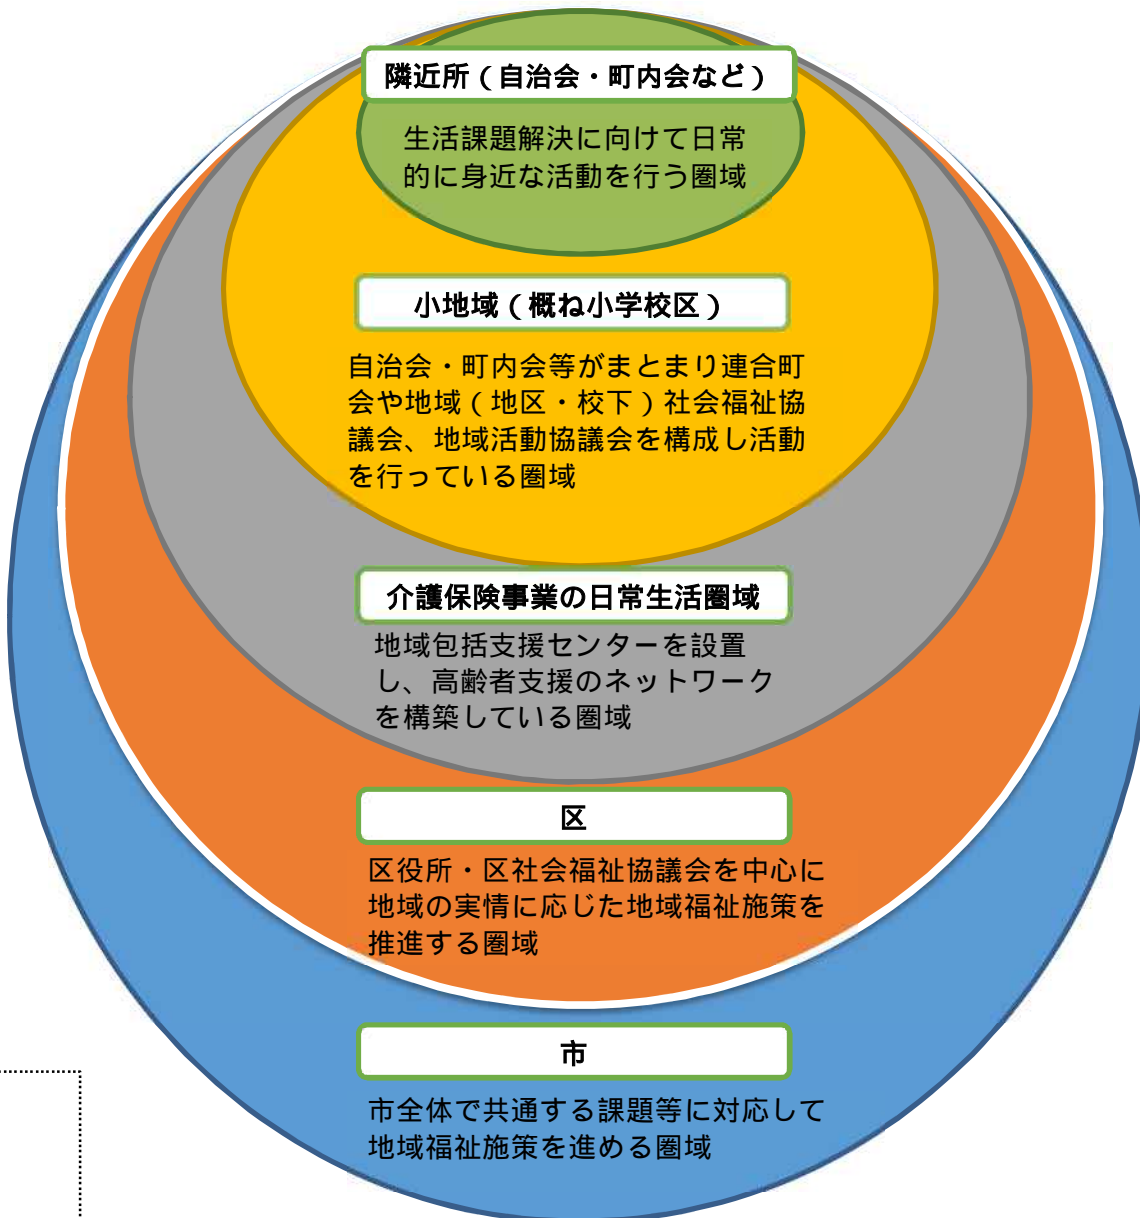 隣近所（自治会・町内会など）
生活課題解決に向けて日常
的に身近な活動を行う圏域
小地域（概ね小学校区）
自治会・町内会等がまとまり連合町
会や地域（地区・校下）社会福祉協
議会、地域活動協議会を構成し活動
を行っている圏域
介護保険事業の日常生活圏域
地域包括支援センターを設置
し、高齢者支援のネットワーク
を構築している圏域
区
区役所・区社会福祉協議会を中心に
地域の実情に応じた地域福祉施策を
推進する圏域
市
市全体で共通する課題等に対応して
地域福祉施策を進める圏域